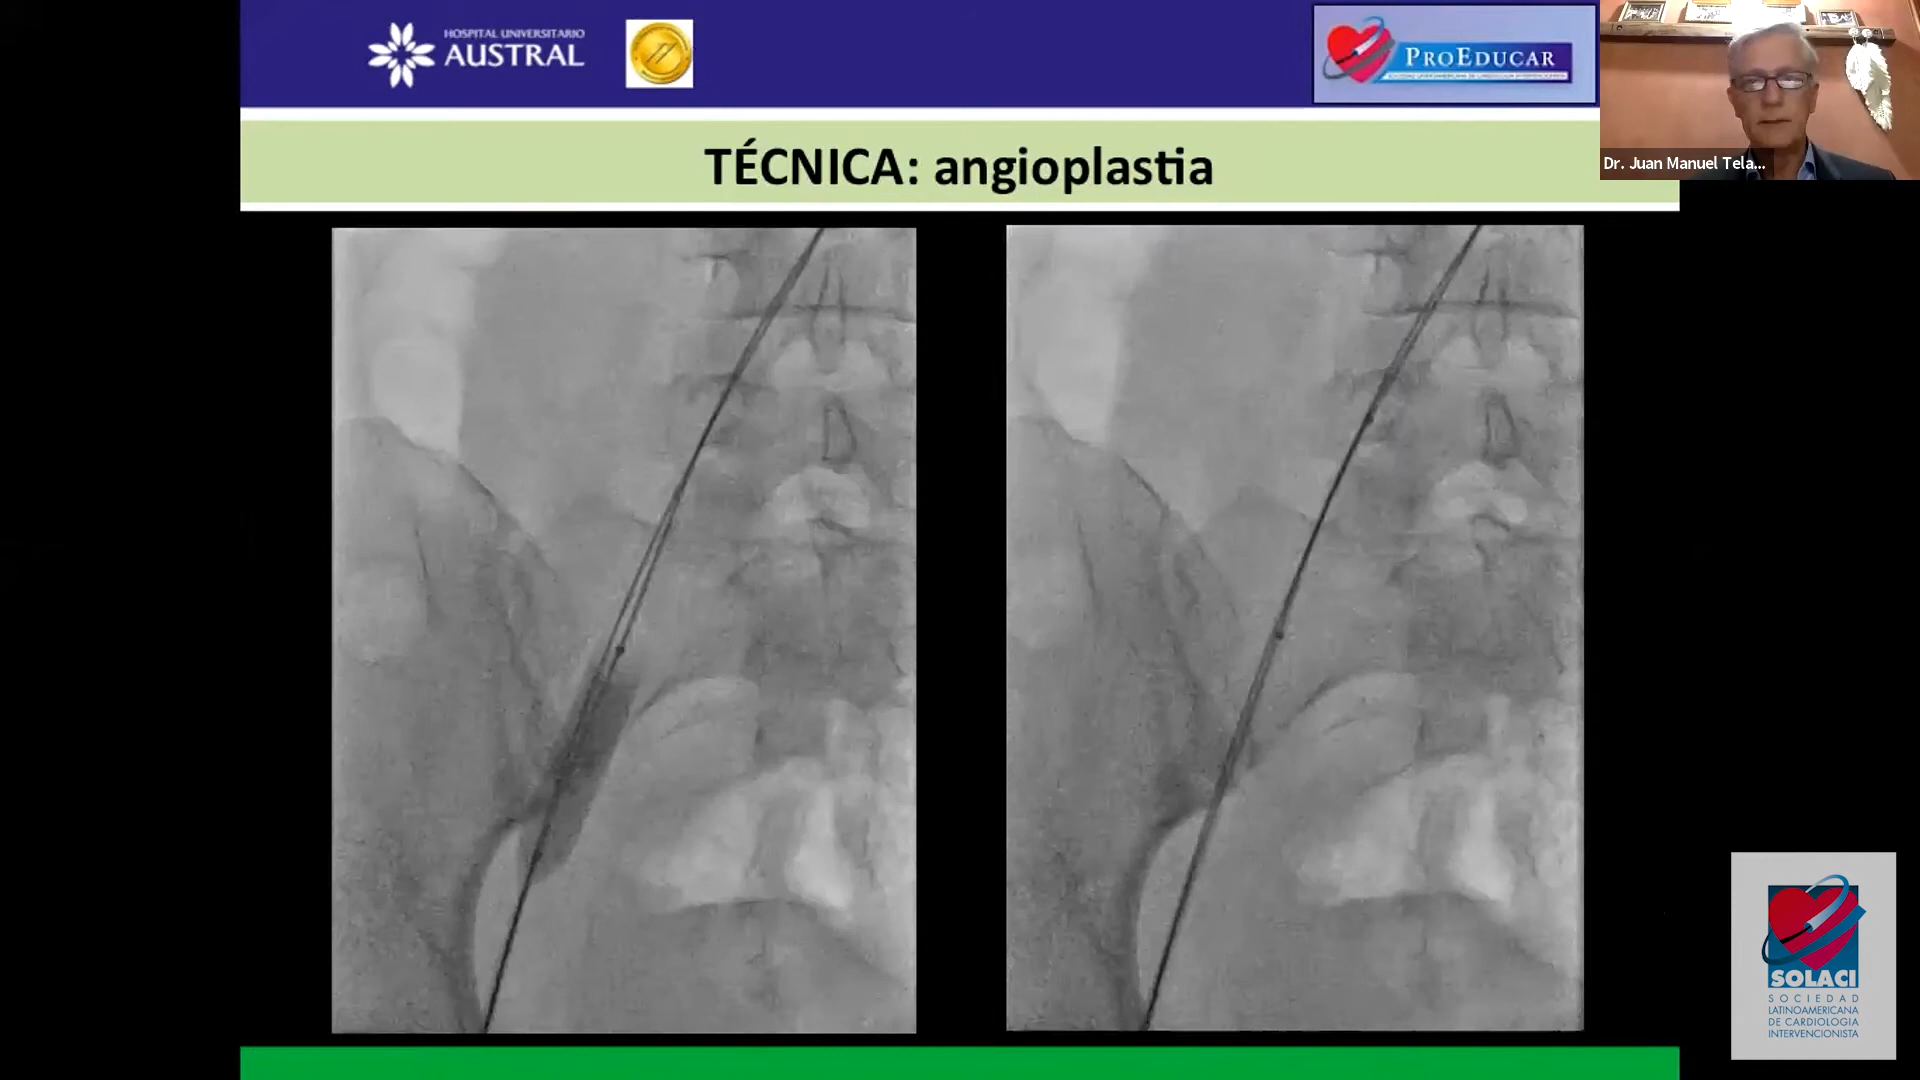 HOSPITAL UNIVERSITARIO
AUSTRAL
PROEDUCAR
TÉCNICA: angioplastia
Dr. Juan Manuel Tela...
SOLACI
SOCIEDAD
LATINOAMERICANA
DE CARDIOLOGIA
INTERVENCIONISTA